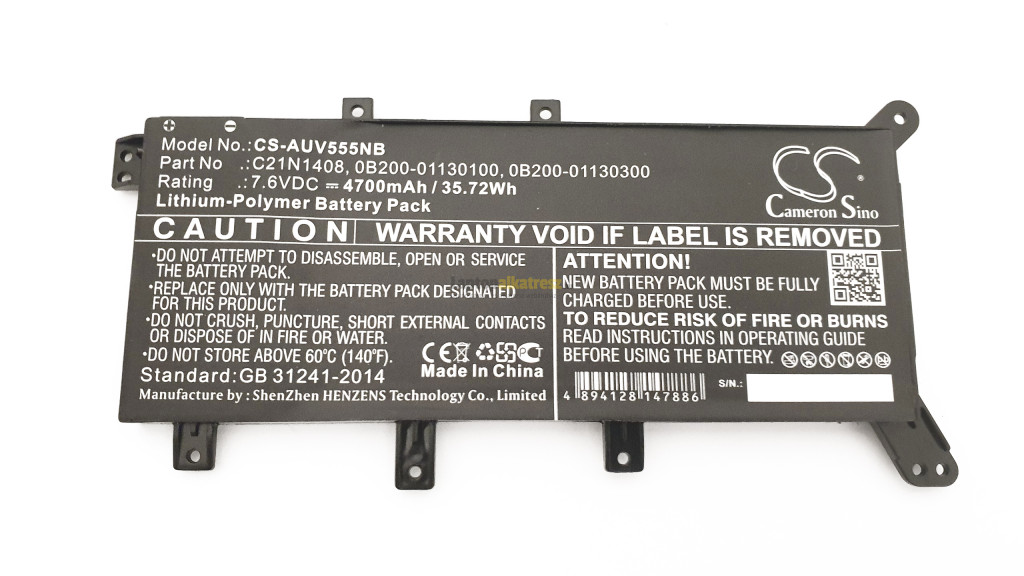 Model No.: CS-AUV555NB
Part No .: C21N1408, 0B200-01130100, 0B200-01130300
Rating .: 7.6VDC ⎓ 4700mAh / 35.72Wh
Lithium-Polymer Battery Pack
CS
Cameron Sino
CAUTION
WARRANTY VOID IF LABEL IS REMOVED
•DO NOT ATTEMPT TO DISASSEMBLE, OPEN OR SERVICE
THE BATTERY PACK.
•REPLACE ONLY WITH THE BATTERY PACK DESIGNATED
FOR THIS PRODUCT.
•DO NOT CRUSH, PUNCTURE, SHORT EXTERNAL CONTACTS
OR DISPOSE OF IN FIRE OR WATER.
•DO NOT STORE ABOVE 60℃ (140℉).
Standard: GB 31241-2014
CE
PCT
Made In China
Manufacture by : ShenZhen HENZENS Technology Co., Limited
ATTENTION!
NEW BATTERY PACK MUST BE FULLY
CHARGED BEFORE USE.
TO REDUCE RISK OF FIRE OR BURNS
READ INSTRUCTIONS IN OPERATING GUIDE
BEFORE USING THE BATTERY.
4 894128 147886
S/N.:
Laptopalkatresz